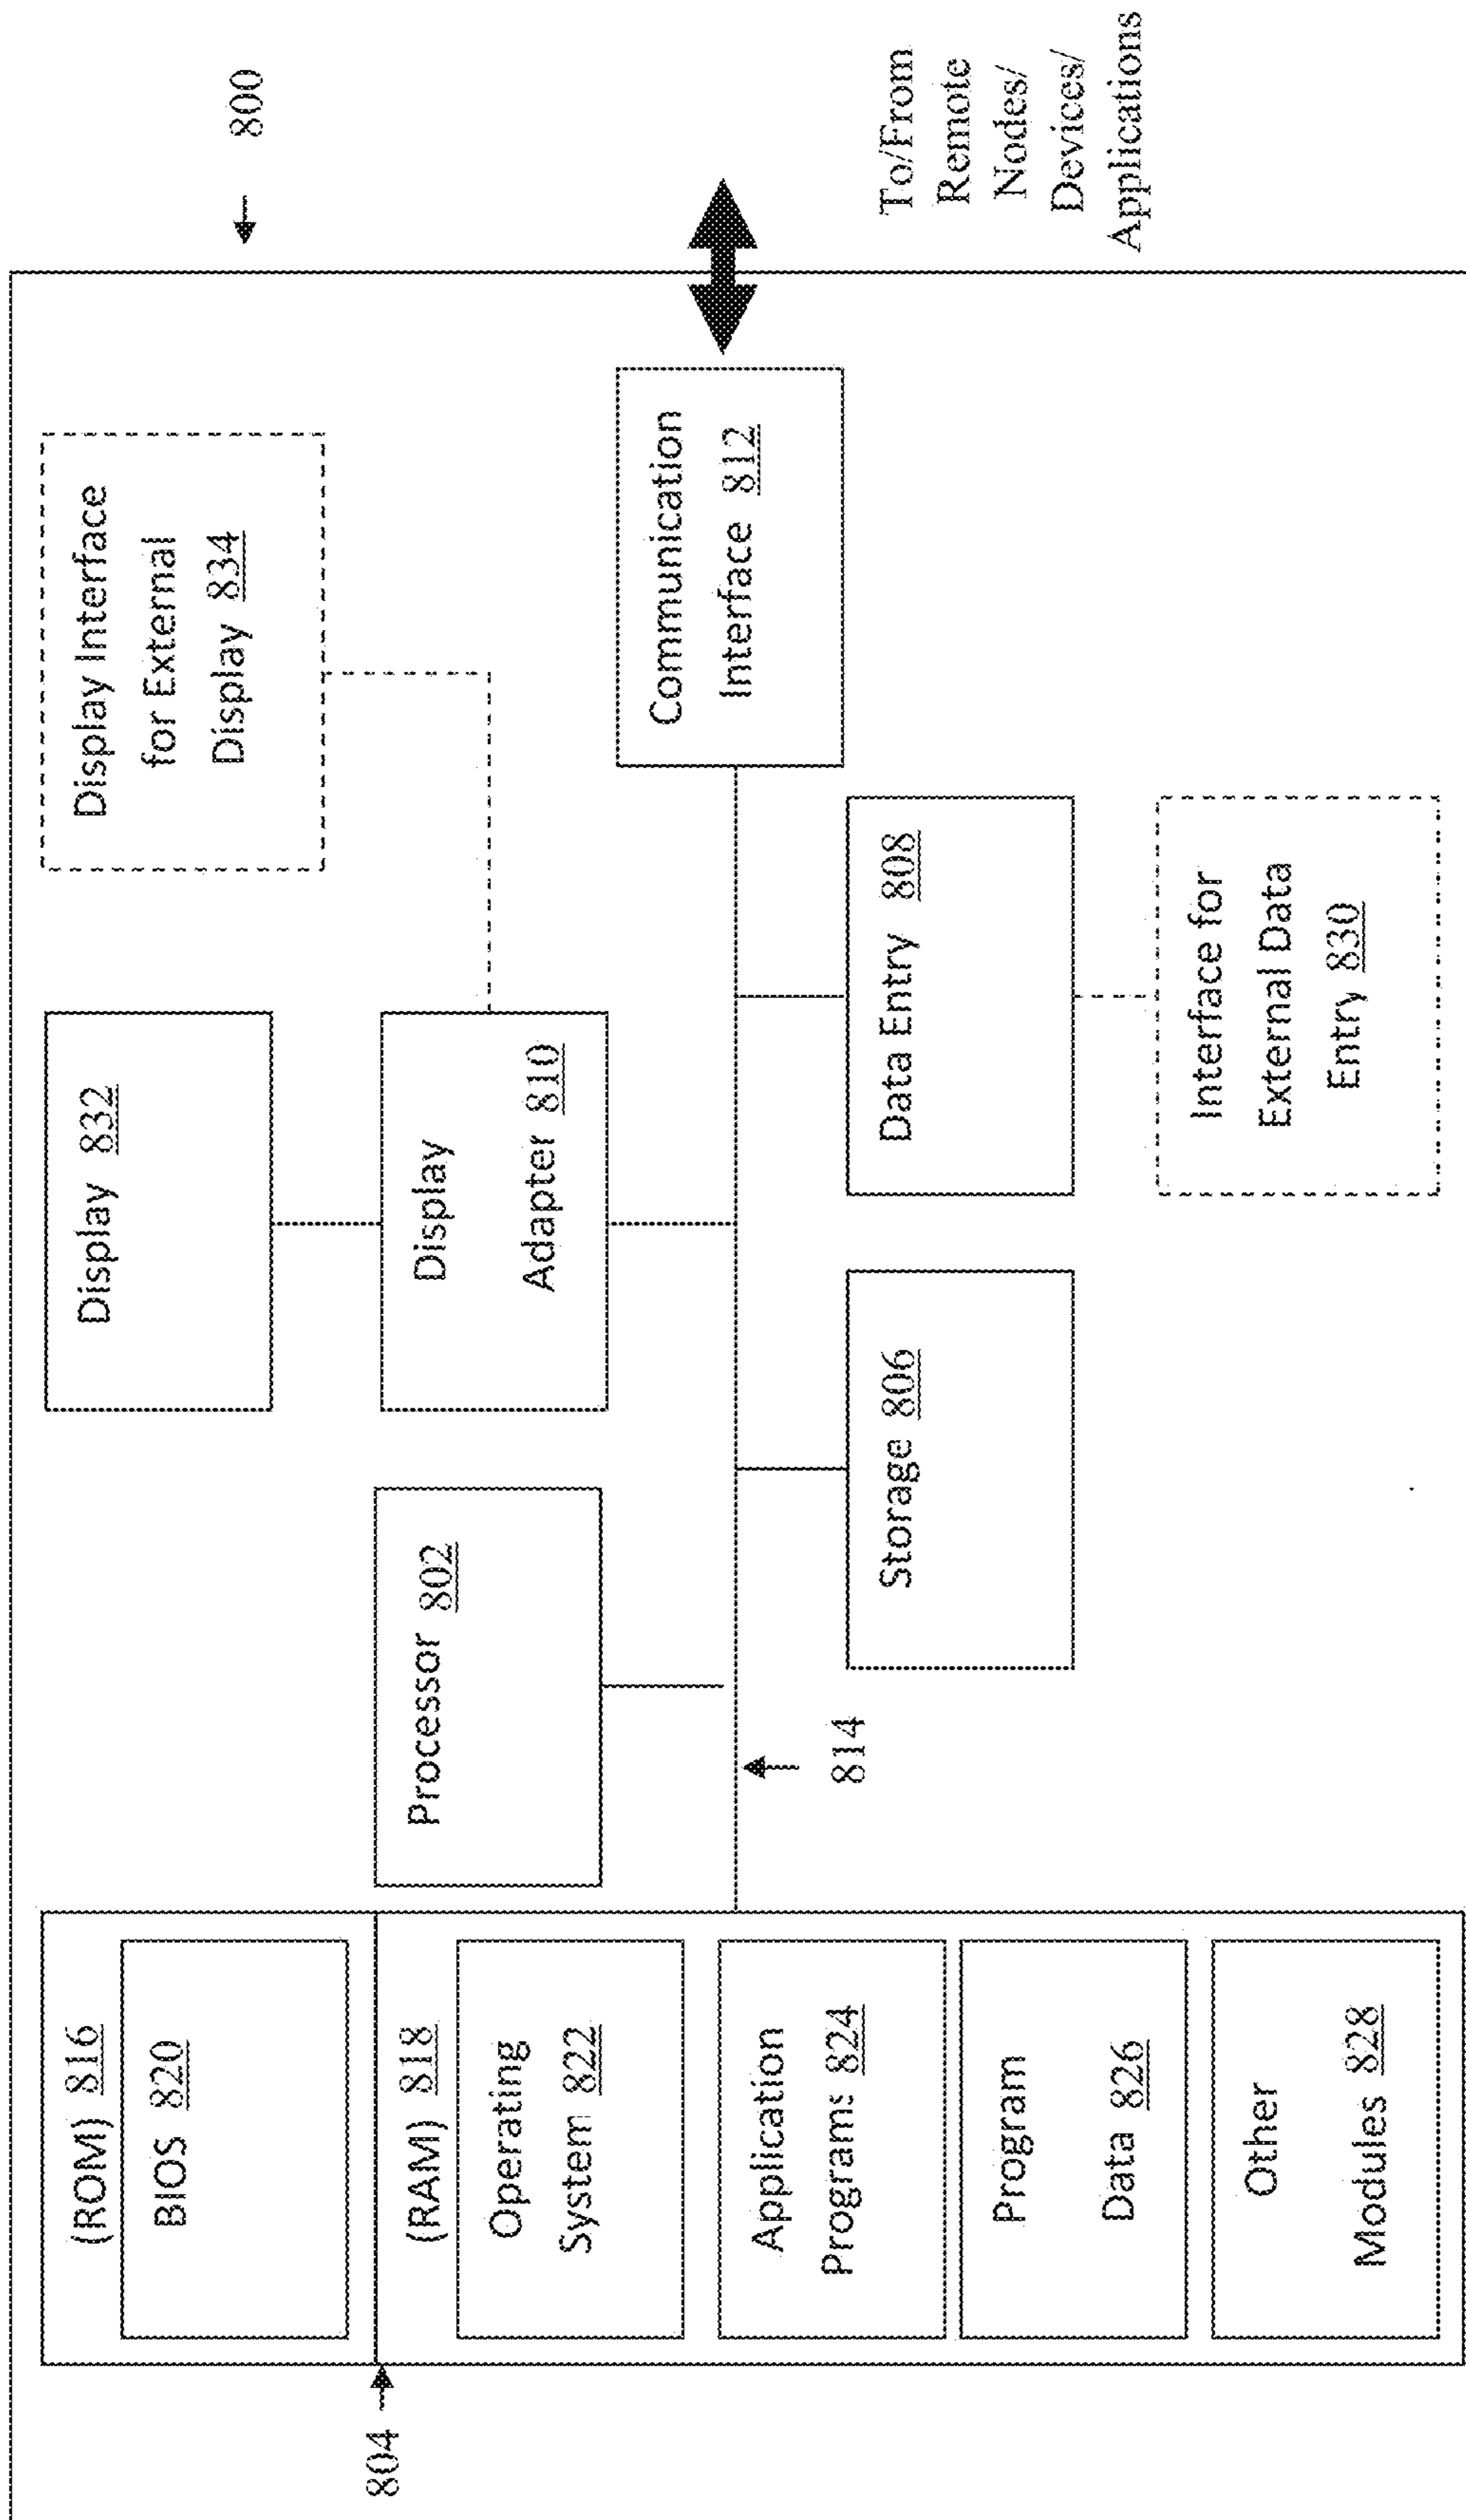 800
(ROM) 816
BIOS 820
804
(RAM) 818
Operating
System 822
Application
Programs 824
Program
Data 826
Other
Modules 828
Processor 802
814
Storage 806
Display 832
Display
Adapter 810
Display Interface
for External
Display 834
Data Entry 808
Interface for
External Data
Entry 830
Communication
Interface 812
To/From
Remote
Nodes/
Devices/
Applications